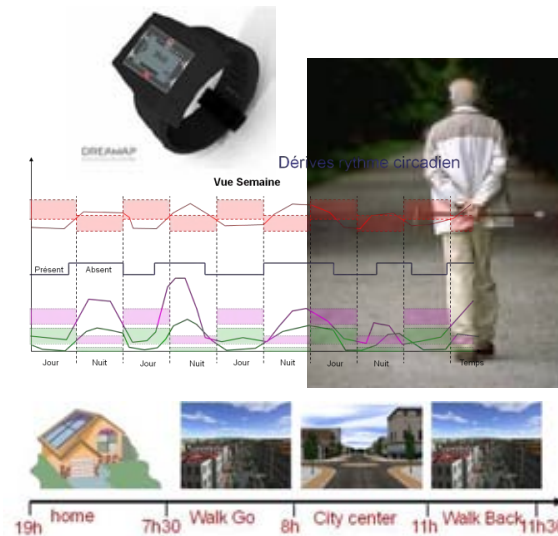 DREAMAP
Dérives rythme circadien
Vue Semaine
Présent Absent
Jour Nuit Jour Nuit Jour Nuit Jour Nuit Temps
home Walk Go City center Walk Back
19h 7h30 8h 11h 11h30